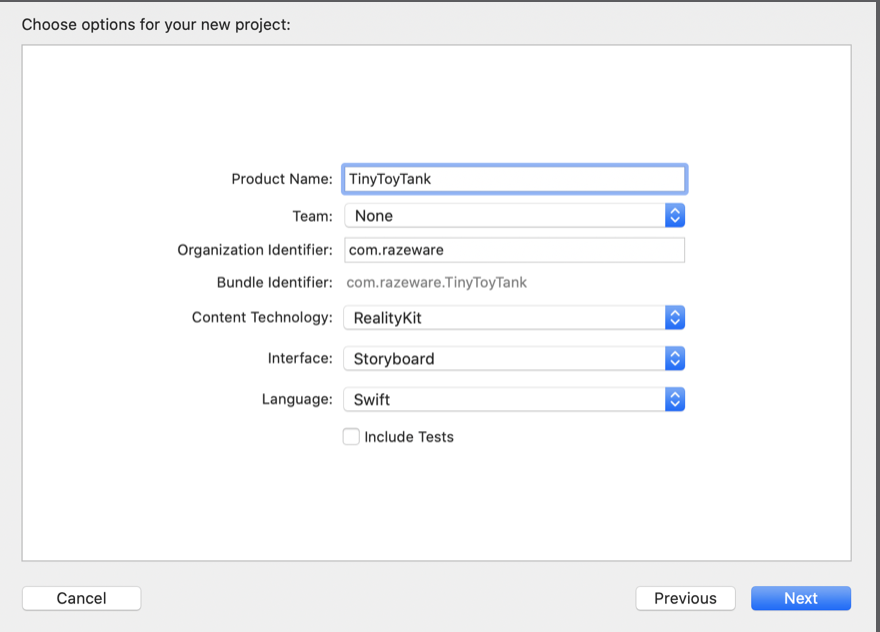 Choose options for your new project:
Product Name: TinyToyTank
Team: None
Organization Identifier: com.razeware
Bundle Identifier: com.razeware.TinyToyTank
Content Technology: RealityKit
Interface: Storyboard
Language: Swift
Include Tests
Cancel Previous Next